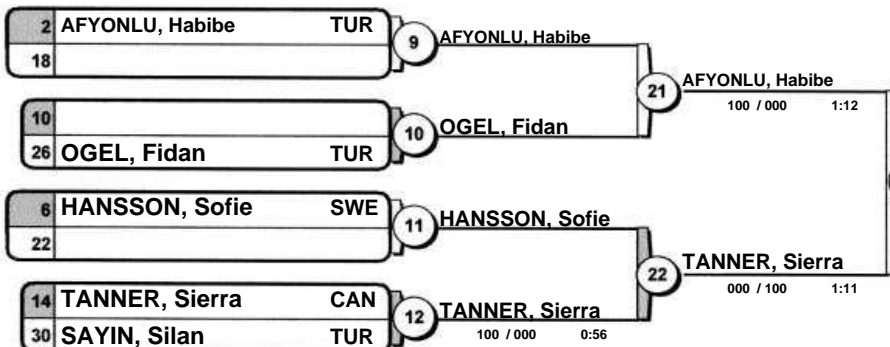 2 AFYONLU, Habibe TUR
18
9
AFYONLU, Habibe
10
26 OGEL, Fidan TUR
10
OGEL, Fidan
21
AFYONLU, Habibe
100 / 000 1:12
6 HANSSON, Sofie SWE
22
11
HANSSON, Sofie
14 TANNER, Sierra CAN
30 SAYIN, Silan TUR
12
TANNER, Sierra
100 / 000 0:56
22
TANNER, Sierra
000 / 100 1:11